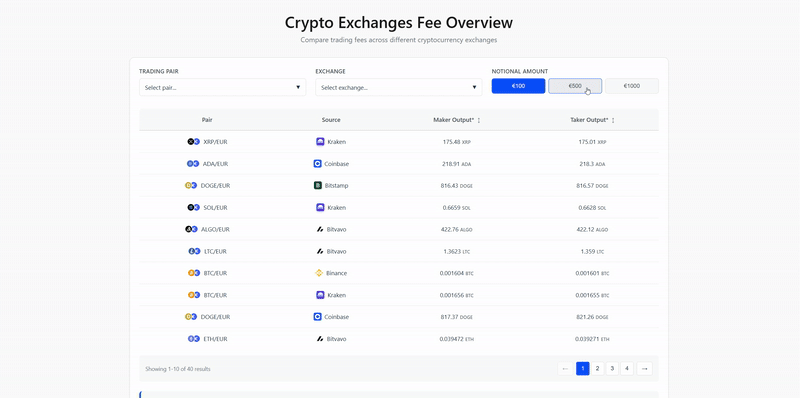 Crypto Exchanges Fee Overview
Compare trading fees across different cryptocurrency exchanges
TRADING PAIR EXCHANGE NOTIONAL AMOUNT
Select pair... ▼ Select exchange... ▼ €100 €500 €1000
Pair Source Maker Output* Taker Output*
XRP/EUR Kraken 175.48 XRP 175.01 XRP
ADA/EUR Coinbase 218.91 ADA 218.3 ADA
DOGE/EUR Bitstamp 816.43 DOGE 816.57 DOGE
SOL/EUR Kraken 0.6659 SOL 0.6628 SOL
ALGO/EUR Bitvavo 422.76 ALGO 422.12 ALGO
LTC/EUR Bitvavo 1.3623 LTC 1.359 LTC
BTC/EUR Binance 0.001604 BTC 0.001601 BTC
BTC/EUR Kraken 0.001656 BTC 0.001655 BTC
DOGE/EUR Coinbase 817.37 DOGE 821.26 DOGE
ETH/EUR Bitvavo 0.039472 ETH 0.039271 ETH
Showing 1-10 of 40 results ← 1 2 3 4 →